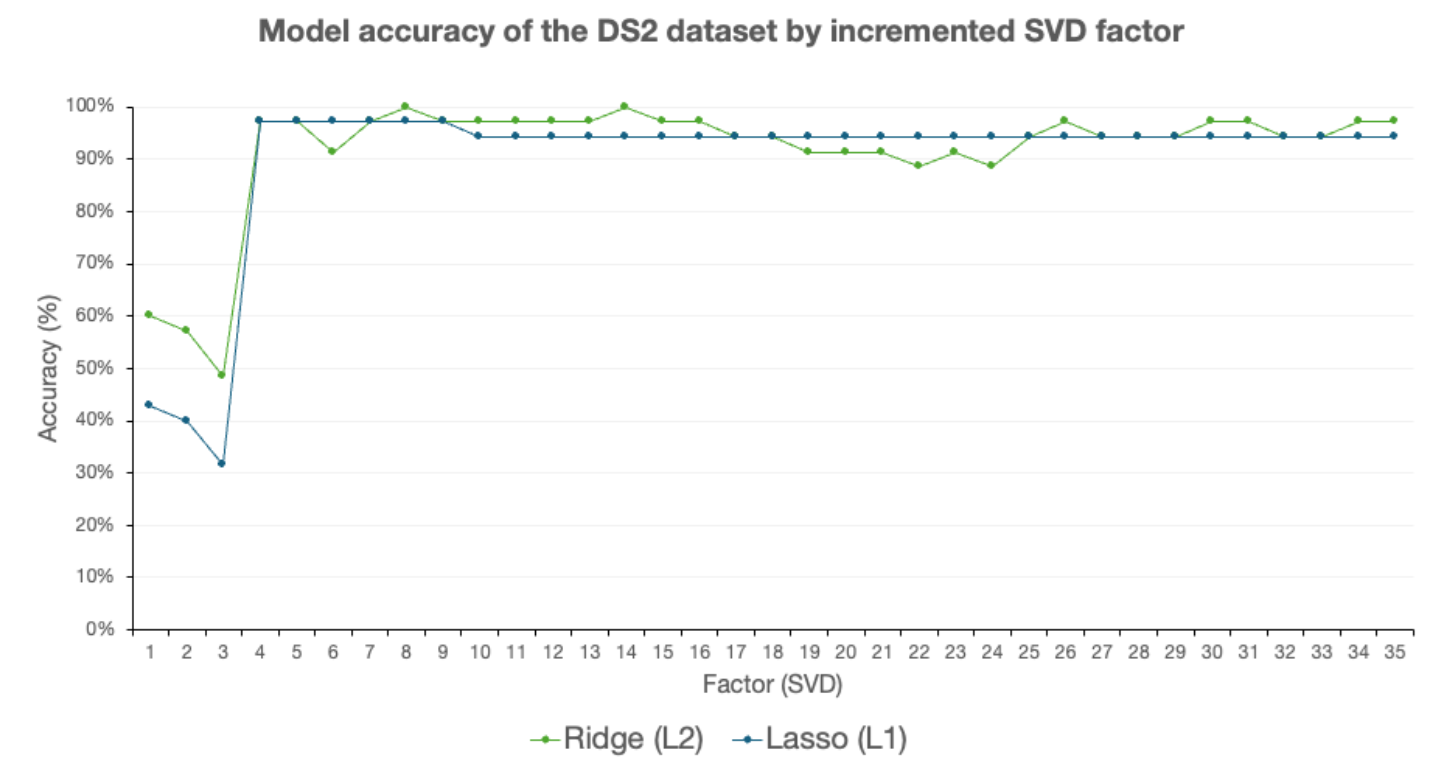 Model accuracy of the DS2 dataset by incremented SVD factor
100%
90%
80%
70%
60%
50%
40%
30%
20%
10%
0%
Accuracy (%)
1 2 3 4 5 6 7 8 9 10 11 12 13 14 15 16 17 18 19 20 21 22 23 24 25 26 27 28 29 30 31 32 33 34 35
Factor (SVD)
Ridge (L2) Lasso (L1)